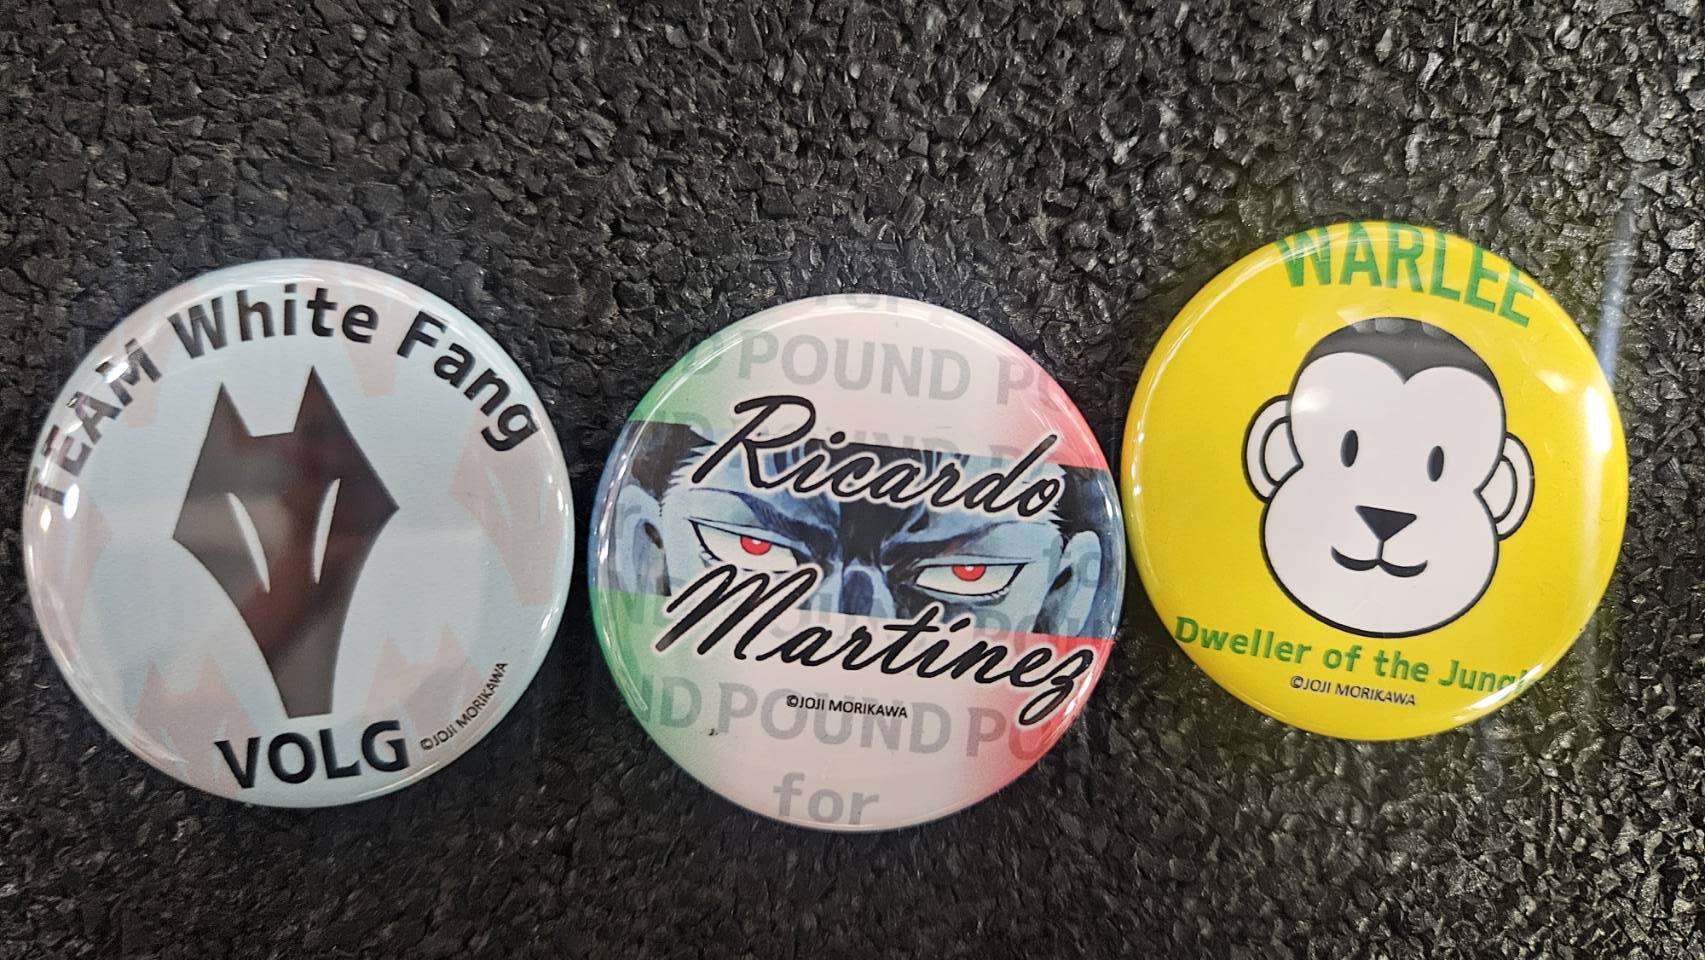 TEAM White Fang
VOLG
©JOJI MORIKAWA
for
POUND
Ricardo
Martinez
©JOJI MORIKAWA
POUND
for
WARLEE
Dweller of the
©JOJI MORIKAWA